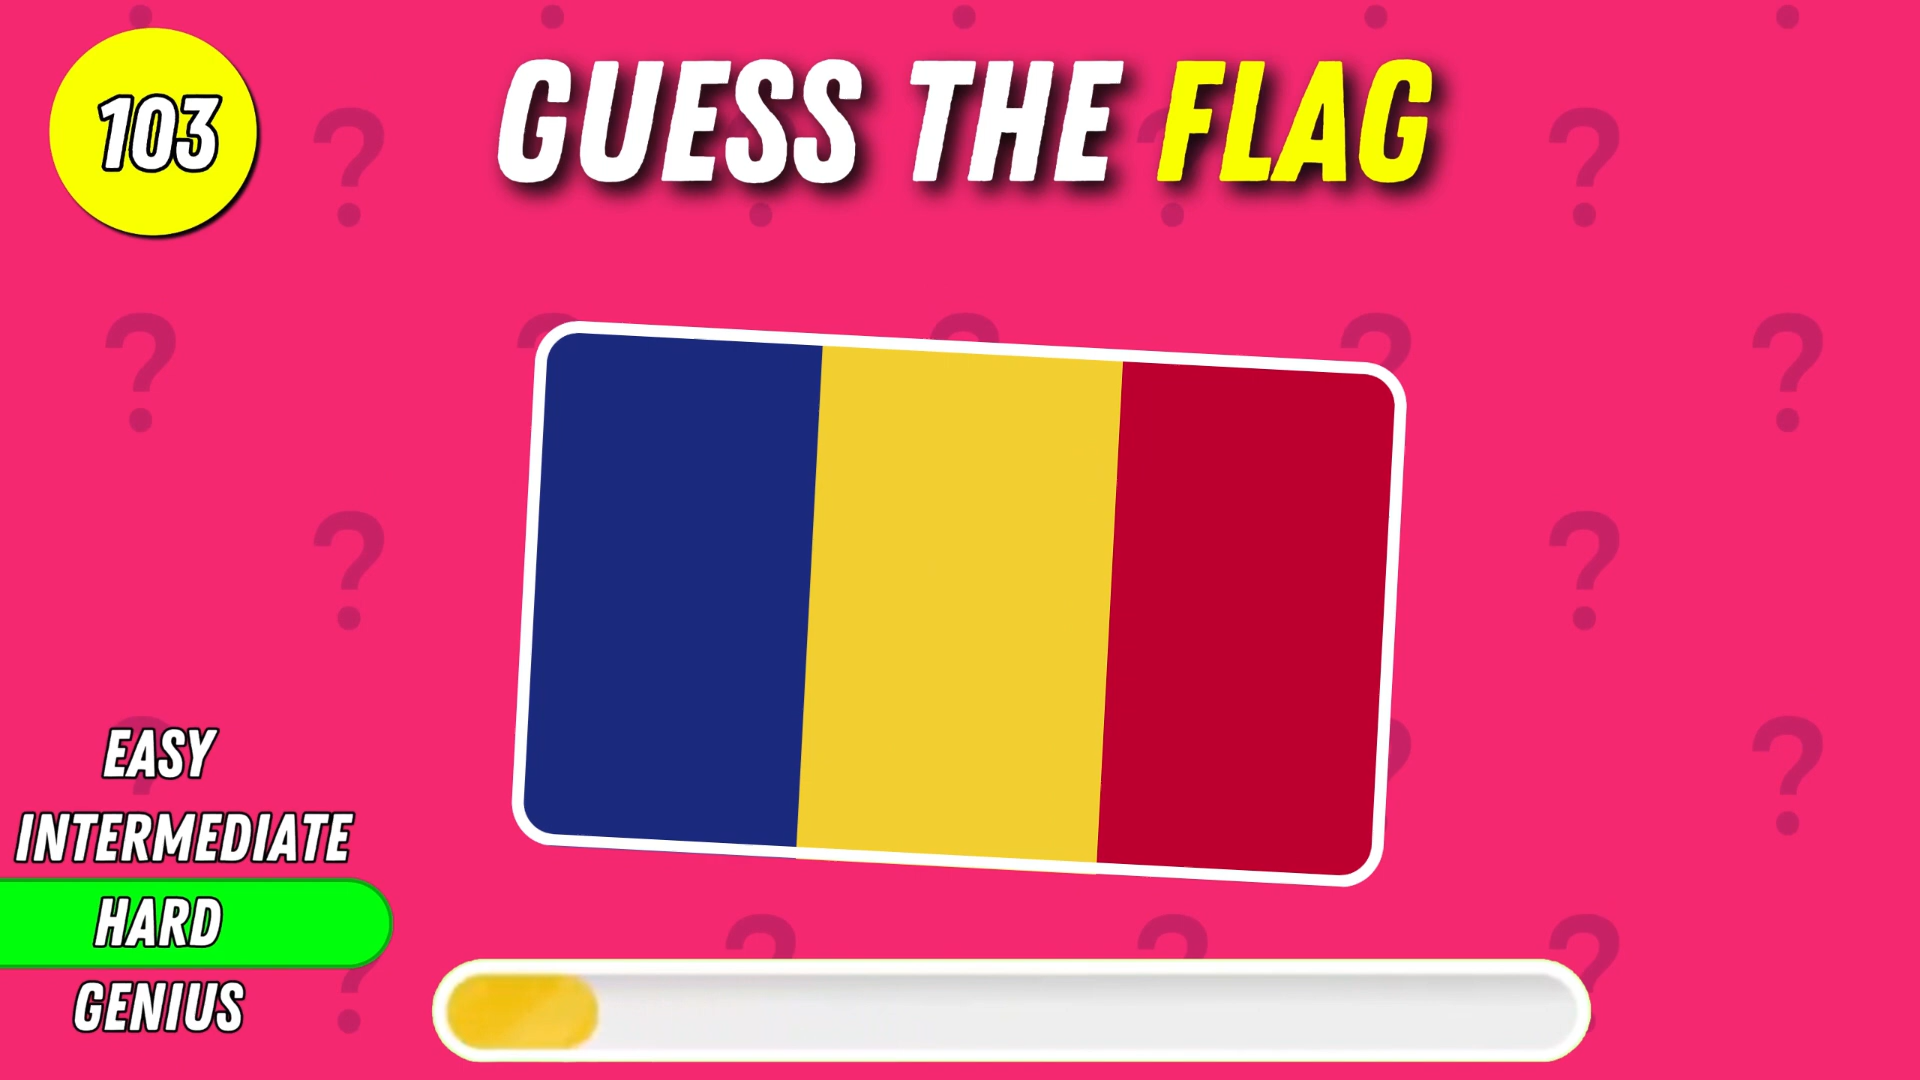 103
GUESS THE FLAG
EASY
INTERMEDIATE
HARD
GENIUS